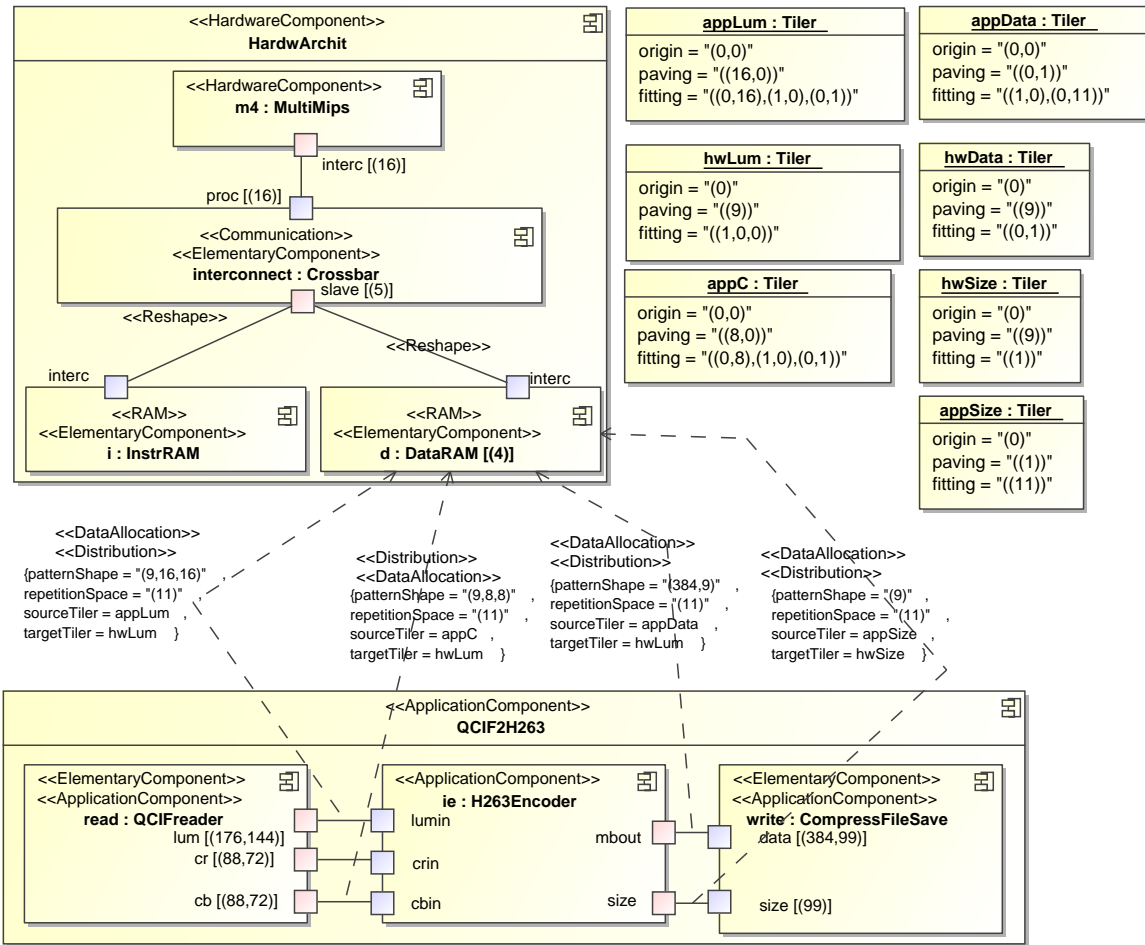 <<HardwareComponent>>
HardwArchit
<<HardwareComponent>>
m4 : MultiMips
interc [(16)]
proc [(16)]
<<Communication>>
<<ElementaryComponent>>
interconnect : Crossbar
slave [(5)]
<<Reshape>>
<<Reshape>>
interc
interc
<<RAM>>
<<ElementaryComponent>>
i : InstrRAM
<<RAM>>
<<ElementaryComponent>>
d : DataRAM [(4)]
appLum : Tiler
origin = "(0,0)"
paving = "((16,0))"
fitting = "((0,16),(1,0),(0,1))"
appData : Tiler
origin = "(0,0)"
paving = "((0,1))"
fitting = "((1,0),(0,11))"
hwLum : Tiler
origin = "(0)"
paving = "((9))"
fitting = "((1,0,0))"
hwData : Tiler
origin = "(0)"
paving = "((9))"
fitting = "((0,1))"
appC : Tiler
origin = "(0,0)"
paving = "((8,0))"
fitting = "((0,8),(1,0),(0,1))"
hwSize : Tiler
origin = "(0)"
paving = "((9))"
fitting = "((1))"
appSize : Tiler
origin = "(0)"
paving = "((1))"
fitting = "((11))"
<<DataAllocation>>
<<Distribution>>
{patternShape = "(9,16,16)" ,
repetitionSpace = "(11)" ,
sourceTiler = appLum ,
targetTiler = hwLum }
<<Distribution>>
<<DataAllocation>>
{patternShape = "(9,8,8)" ,
repetitionSpace = "(11)" ,
sourceTiler = appC ,
targetTiler = hwLum }
<<DataAllocation>>
<<Distribution>>
{patternShape = "(384,9)" ,
repetitionSpace = "(11)" ,
sourceTiler = appData ,
targetTiler = hwLum }
<<DataAllocation>>
<<Distribution>>
{patternShape = "(9)" ,
repetitionSpace = "(11)" ,
sourceTiler = appSize ,
targetTiler = hwSize }
<<ApplicationComponent>>
QCIF2H263
<<ElementaryComponent>>
<<ApplicationComponent>>
read : QCIFreader
lum [(176,144)]
cr [(88,72)]
cb [(88,72)]
<<ApplicationComponent>>
ie : H263Encoder
lumin
crin
cbin
mbout
size
<<ElementaryComponent>>
<<ApplicationComponent>>
write : CompressFileSave
data [(384,99)]
size [(99)]